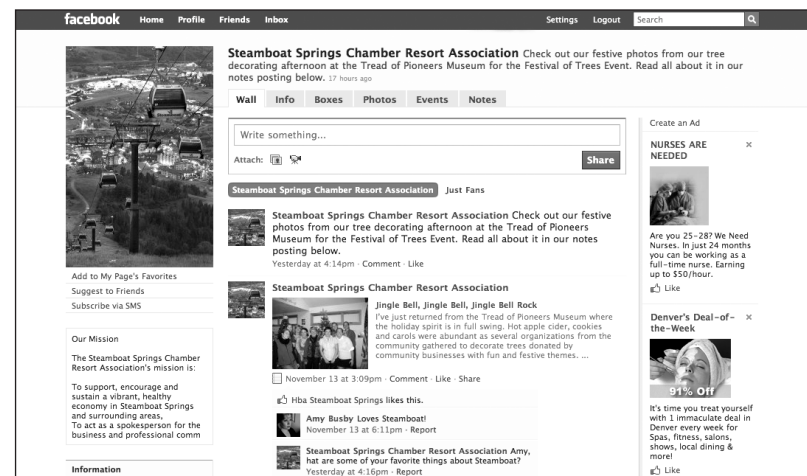 facebook Home Profile Friends Inbox Settings Logout Search
Steamboat Springs Chamber Resort Association Check out our festive photos from our tree
decorating afternoon at the Tread of Pioneers Museum for the Festival of Trees Event. Read all about it in our
notes posting below. 17 hours ago
Wall Info Boxes Photos Events Notes
Write something...
Attach:
Share
Steamboat Springs Chamber Resort Association Just Fans
Steamboat Springs Chamber Resort Association Check out our festive
photos from our tree decorating afternoon at the Tread of Pioneers
Museum for the Festival of Trees Event. Read all about it in our notes
posting below.
Yesterday at 4:14pm · Comment · Like
Steamboat Springs Chamber Resort Association
Jingle Bell, Jingle Bell, Jingle Bell Rock
I've just returned from the Tread of Pioneers Museum where
the holiday spirit is in full swing. Hot apple cider, cookies
and carols were abundant as several organizations from the
community gathered to decorate trees donated by
community businesses with fun and festive themes. ...
November 13 at 3:09pm · Comment · Like · Share
Hba Steamboat Springs likes this.
Amy Busby Loves Steamboat!
November 13 at 6:11pm · Report
Steamboat Springs Chamber Resort Association Amy,
hat are some of your favorite things about Steamboat?
Yesterday at 4:16pm · Report
Add to My Page's Favorites
Suggest to Friends
Subscribe via SMS
Our Mission
The Steamboat Springs Chamber
Resort Association's mission is:
To support, encourage and
sustain a vibrant, healthy
economy in Steamboat Springs
and surrounding areas,
To act as a spokesperson for the
business and professional comm
Information
Create an Ad
NURSES ARE
NEEDED
Are you 25-28? We Need
Nurses. In just 24 months
you can be working as a
full-time nurse. Earning
up to $50/hour.
Like
Denver's Deal-of-
the-Week
91% Off
It's time you treat yourself
with 1 immaculate deal in
Denver every week for
Spas, fitness, salons,
shows, local dining &
more!
Like